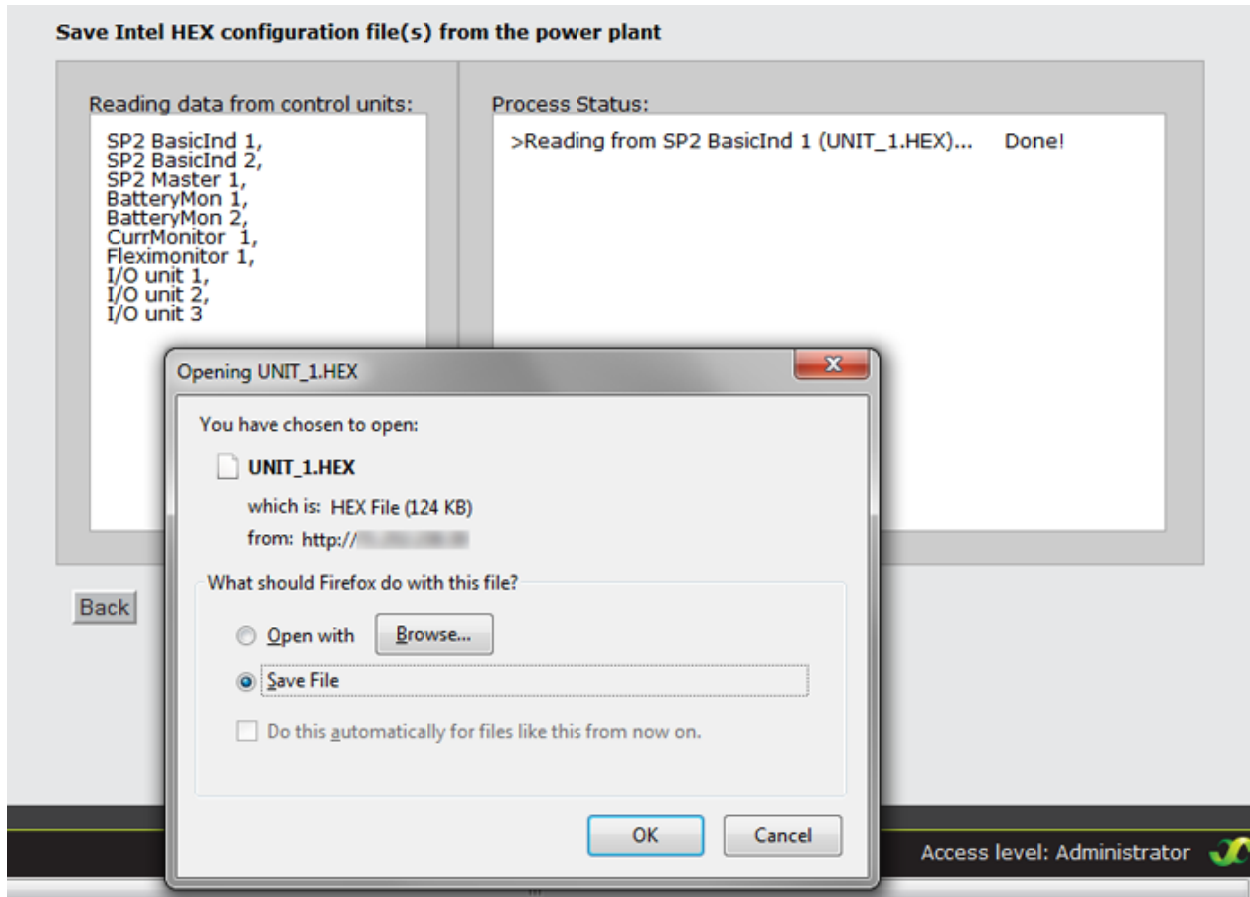 Save Intel HEX configuration file(s) from the power plant
Reading data from control units:
SP2 BasicInd 1,
SP2 BasicInd 2,
SP2 Master 1,
BatteryMon 1,
BatteryMon 2,
CurrMonitor 1,
Fleximonitor 1,
I/O unit 1,
I/O unit 2,
I/O unit 3
Process Status:
>Reading from SP2 BasicInd 1 (UNIT_1.HEX)... Done!
Opening UNIT_1.HEX
You have chosen to open:
UNIT_1.HEX
which is: HEX File (124 KB)
from: http://
What should Firefox do with this file?
Open with Browse...
Save File
Do this automatically for files like this from now on.
OK Cancel
Back
Access level: Administrator